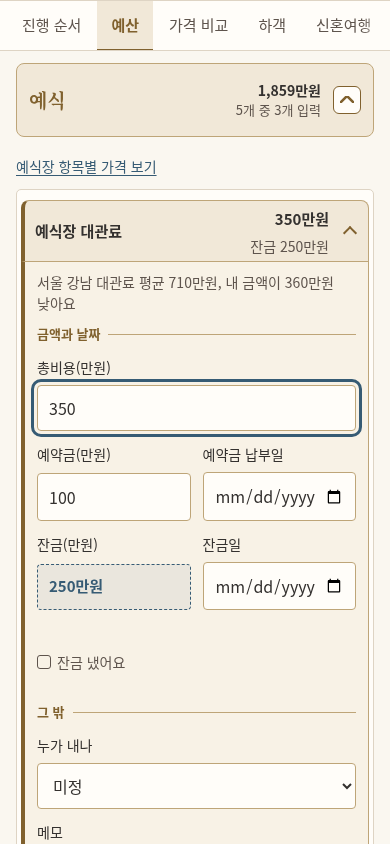 진행 순서
예산
가격 비교
하객
신혼여행
예식
1,859만원
5개 중 3개 입력
예식장 항목별 가격 보기
예식장 대관료
350만원
잔금 250만원
서울 강남 대관료 평균 710만원, 내 금액이 360만원
낮아요
금액과 날짜
총비용(만원)
350
예약금(만원)
예약금 납부일
100
mm/dd/yyyy
잔금(만원)
잔금일
250만원
mm/dd/yyyy
잔금 냈어요
그 밖
누가 내나
미정
메모